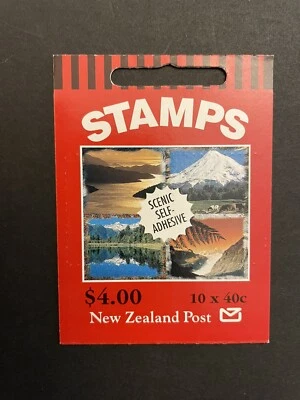 STAMPS
SCENIC
SELF-
ADHESIVE
$4.00 10 x 40c
New Zealand Post